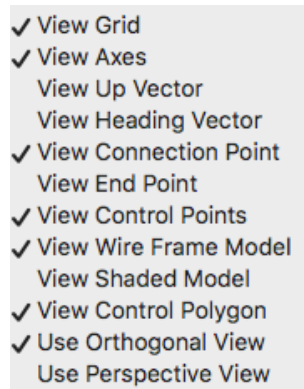 ✓ View Grid
✓ View Axes
View Up Vector
View Heading Vector
✓ View Connection Point
View End Point
✓ View Control Points
✓ View Wire Frame Model
View Shaded Model
✓ View Control Polygon
✓ Use Orthogonal View
Use Perspective View